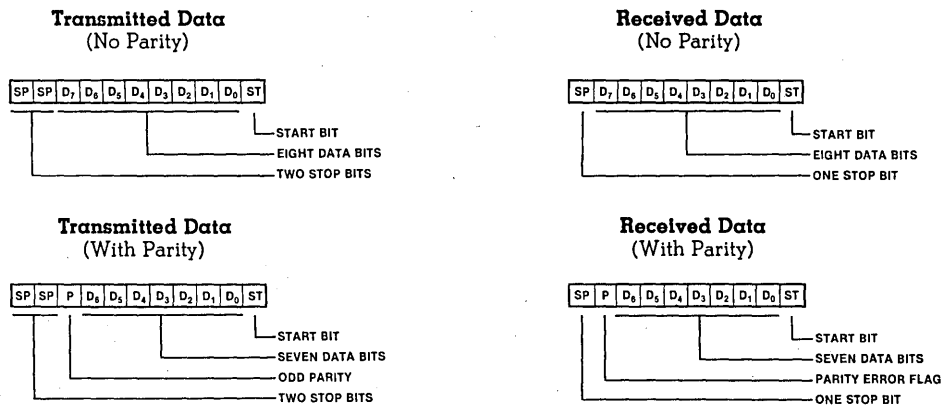 Transmitted Data
(No Parity)
SP SP D₇ D₆ D₅ D₄ D₃ D₂ D₁ D₀ ST
START BIT
EIGHT DATA BITS
TWO STOP BITS
Received Data
(No Parity)
SP D₇ D₆ D₅ D₄ D₃ D₂ D₁ D₀ ST
START BIT
EIGHT DATA BITS
ONE STOP BIT
Transmitted Data
(With Parity)
SP SP P D₆ D₅ D₄ D₃ D₂ D₁ D₀ ST
START BIT
SEVEN DATA BITS
ODD PARITY
TWO STOP BITS
Received Data
(With Parity)
SP P D₆ D₅ D₄ D₃ D₂ D₁ D₀ ST
START BIT
SEVEN DATA BITS
PARITY ERROR FLAG
ONE STOP BIT